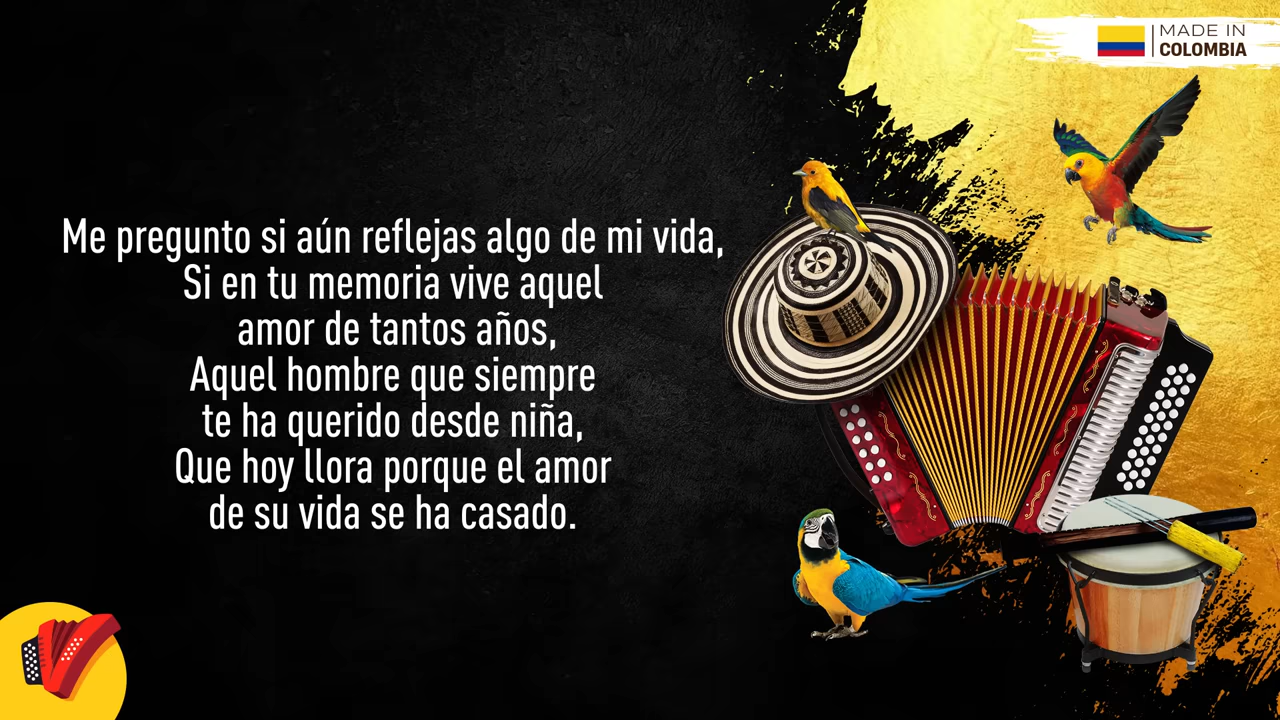 MADE IN
COLOMBIA
Me pregunto si aún reflejas algo de mi vida,
Si en tu memoria vive aquel
amor de tantos años,
Aquel hombre que siempre
te ha querido desde niña,
Que hoy llora porque el amor
de su vida se ha casado.